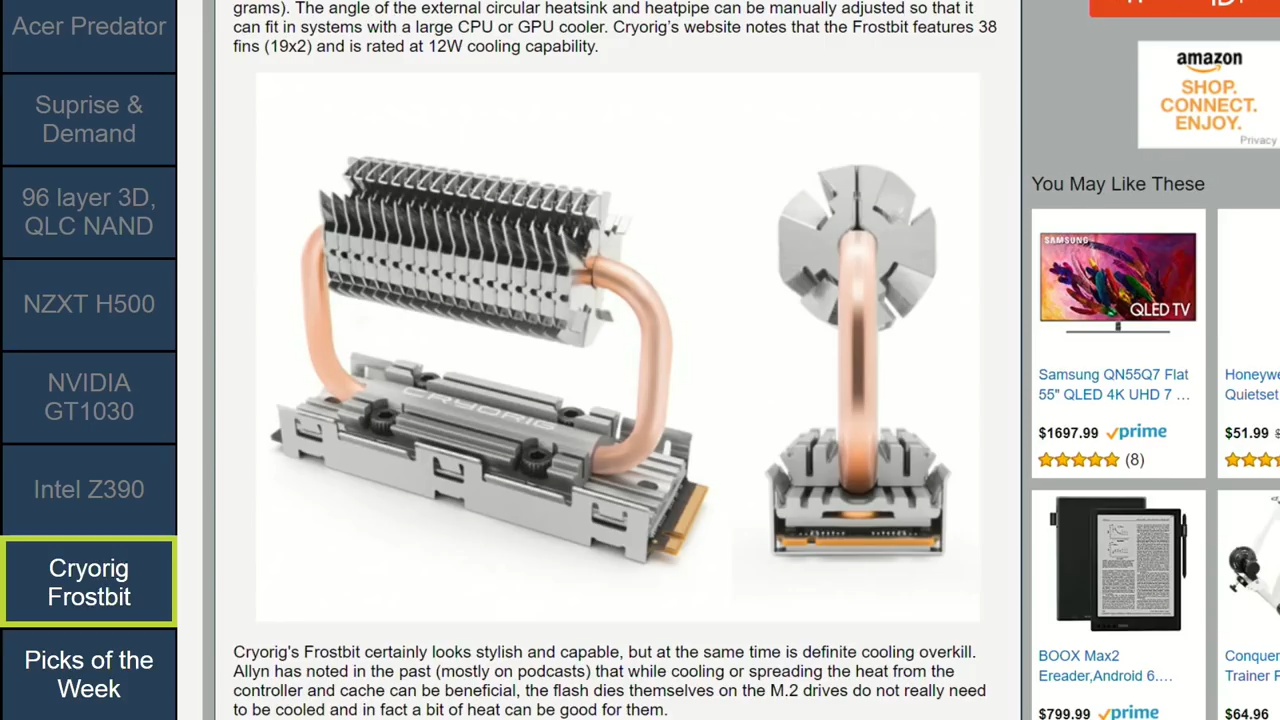 Acer Predator
Suprise &
Demand
96 layer 3D,
QLC NAND
NZXT H500
NVIDIA
GT1030
Intel Z390
Cryorig
Frostbit
Picks of the
Week
grams). The angle of the external circular heatsink and heatpipe can be manually adjusted so that it
can fit in systems with a large CPU or GPU cooler. Cryorig's website notes that the Frostbit features 38
fins (19x2) and is rated at 12W cooling capability.
CRYORIG
Cryorig's Frostbit certainly looks stylish and capable, but at the same time is definite cooling overkill.
Allyn has noted in the past (mostly on podcasts) that while cooling or spreading the heat from the
controller and cache can be beneficial, the flash dies themselves on the M.2 drives do not really need
to be cooled and in fact a bit of heat can be good for them.
amazon
SHOP.
CONNECT.
ENJOY.
Privacy
You May Like These
SAMSUNG
QLED TV
Samsung QN55Q7 Flat
55" QLED 4K UHD 7 ...
$1697.99 prime
(8)
Honeywe
Quietset
$51.99
BOOX Max2
Ereader,Android 6....
$799.99 prime
Conquer
Trainer F
$64.96